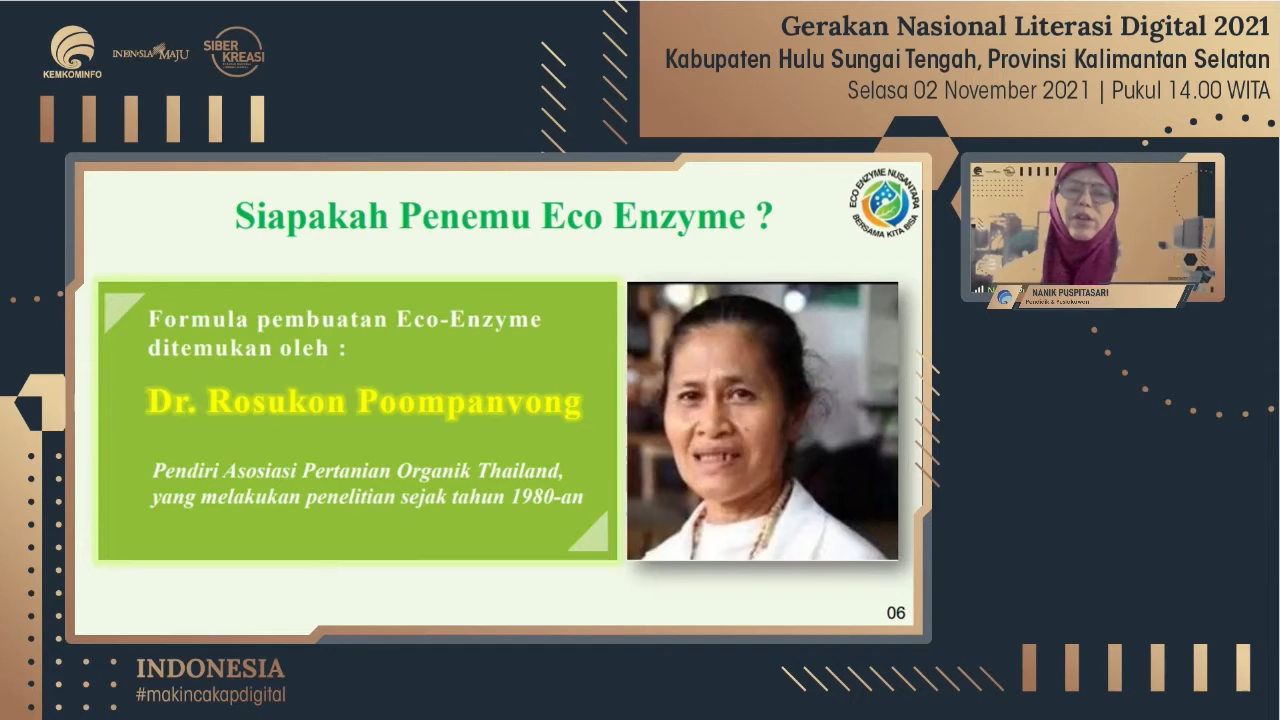 Gerakan Nasional Literasi Digital 2021
Kabupaten Hulu Sungai Tengah, Provinsi Kalimantan Selatan
Selasa 02 November 2021 | Pukul 14.00 WITA
KEMKOMINFO
INDONESIA MAJU
SIBER
KREASI
Siapakah Penemu Eco Enzyme ?
ECO ENZYME NUSANTARA
BERSAMA KITA BISA
Formula pembuatan Eco-Enzyme
ditemukan oleh :
Dr. Rosukon Poompanvong
Pendiri Asosiasi Pertanian Organik Thailand,
yang melakukan penelitian sejak tahun 1980-an
06
NANIK PUSPITASARI
Pendidik & Pustakawan
INDONESIA
#makincakapdigital